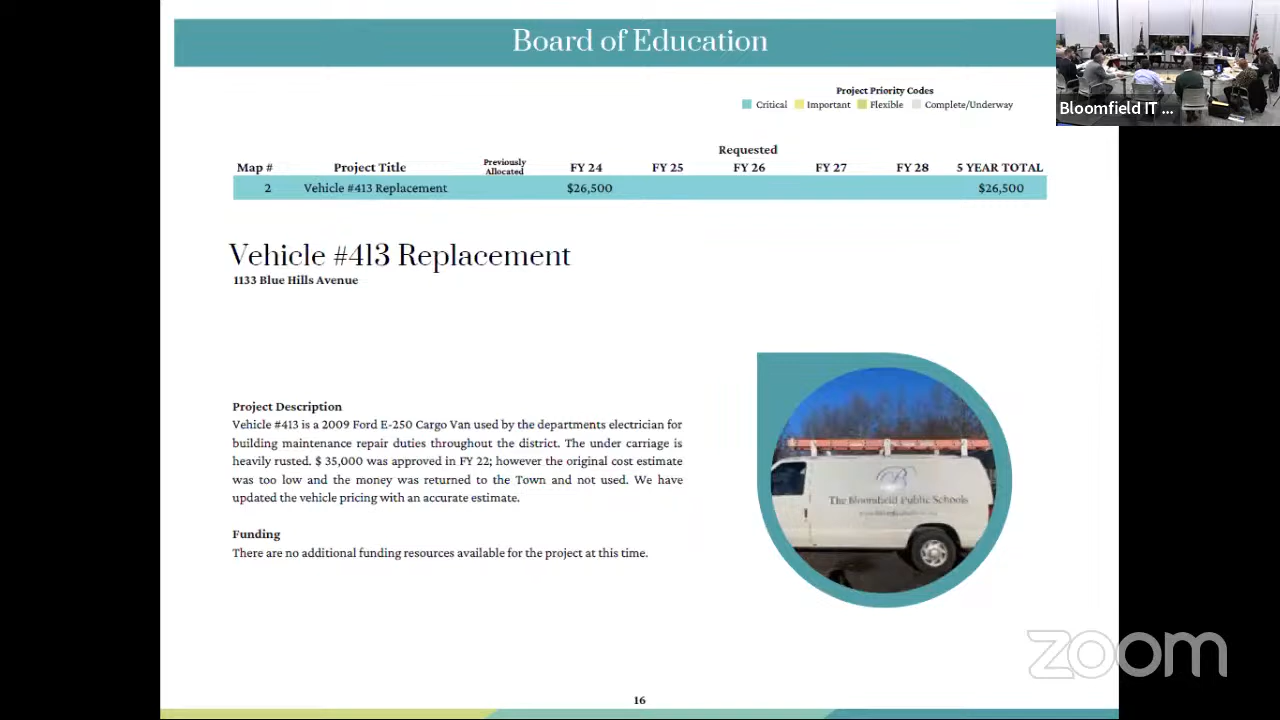 Board of Education
Project Priority Codes
Critical Important Flexible Complete/Underway
Bloomfield IT ...
Requested
Map # Project Title Previously Allocated FY 24 FY 25 FY 26 FY 27 FY 28 5 YEAR TOTAL
2 Vehicle #413 Replacement $26,500 $26,500
Vehicle #413 Replacement
1133 Blue Hills Avenue
Project Description
Vehicle #413 is a 2009 Ford E-250 Cargo Van used by the departments electrician for
building maintenance repair duties throughout the district. The under carriage is
heavily rusted. $ 35,000 was approved in FY 22; however the original cost estimate
was too low and the money was returned to the Town and not used. We have
updated the vehicle pricing with an accurate estimate.
Funding
There are no additional funding resources available for the project at this time.
The Bloomfield Public Schools
zoom
16